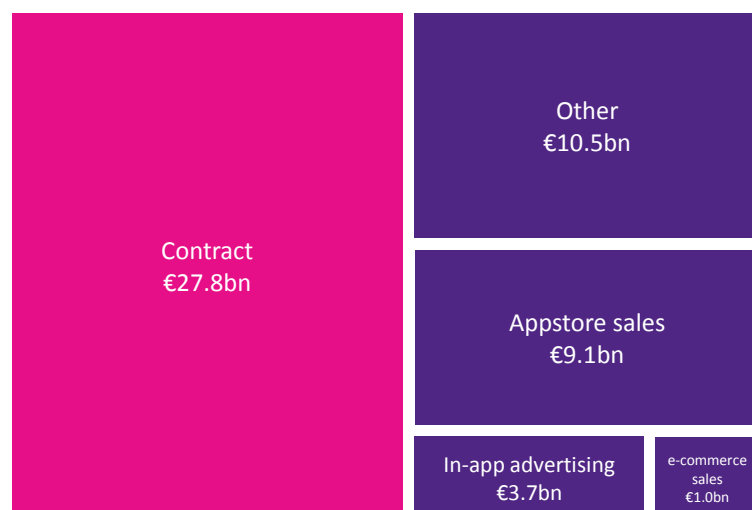 Contract
€27.8bn
Other
€10.5bn
Appstore sales
€9.1bn
In-app advertising
€3.7bn
e-commerce
sales
€1.0bn